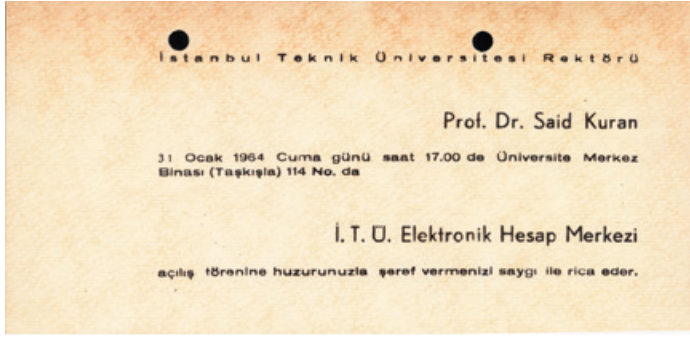 İstanbul Teknik Üniversitesi Rektörü
Prof. Dr. Said Kuran
31 Ocak 1964 Cuma günü saat 17.00 de Üniversite Merkez
Binası (Taşkışla) 114 No. da
İ. T. Ü. Elektronik Hesap Merkezi
açılış törenine huzurunuzla şeref vermenizi saygı ile rica eder.